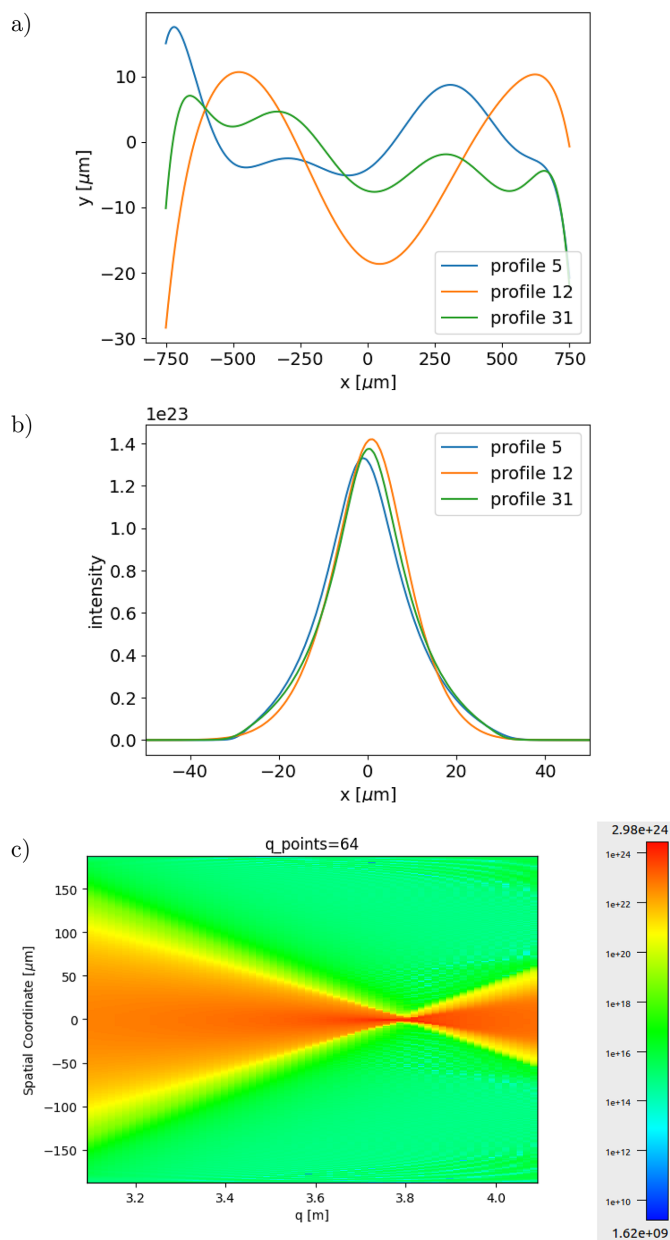 a)
10
0
−10
−20
−30
y [μm]
profile 5
profile 12
profile 31
−750
−500
−250
0
250
500
750
x [μm]
b)
1e23
1.4
1.2
1.0
0.8
0.6
0.4
0.2
0.0
intensity
profile 5
profile 12
profile 31
−40
−20
0
20
40
x [μm]
c)
q_points=64
150
100
50
0
−50
−100
−150
Spatial Coordinate [μm]
3.2
3.4
3.6
3.8
4.0
q [m]
2.98e+24
1e+24
1e+22
1e+20
1e+18
1e+16
1e+14
1e+12
1e+10
1.62e+09